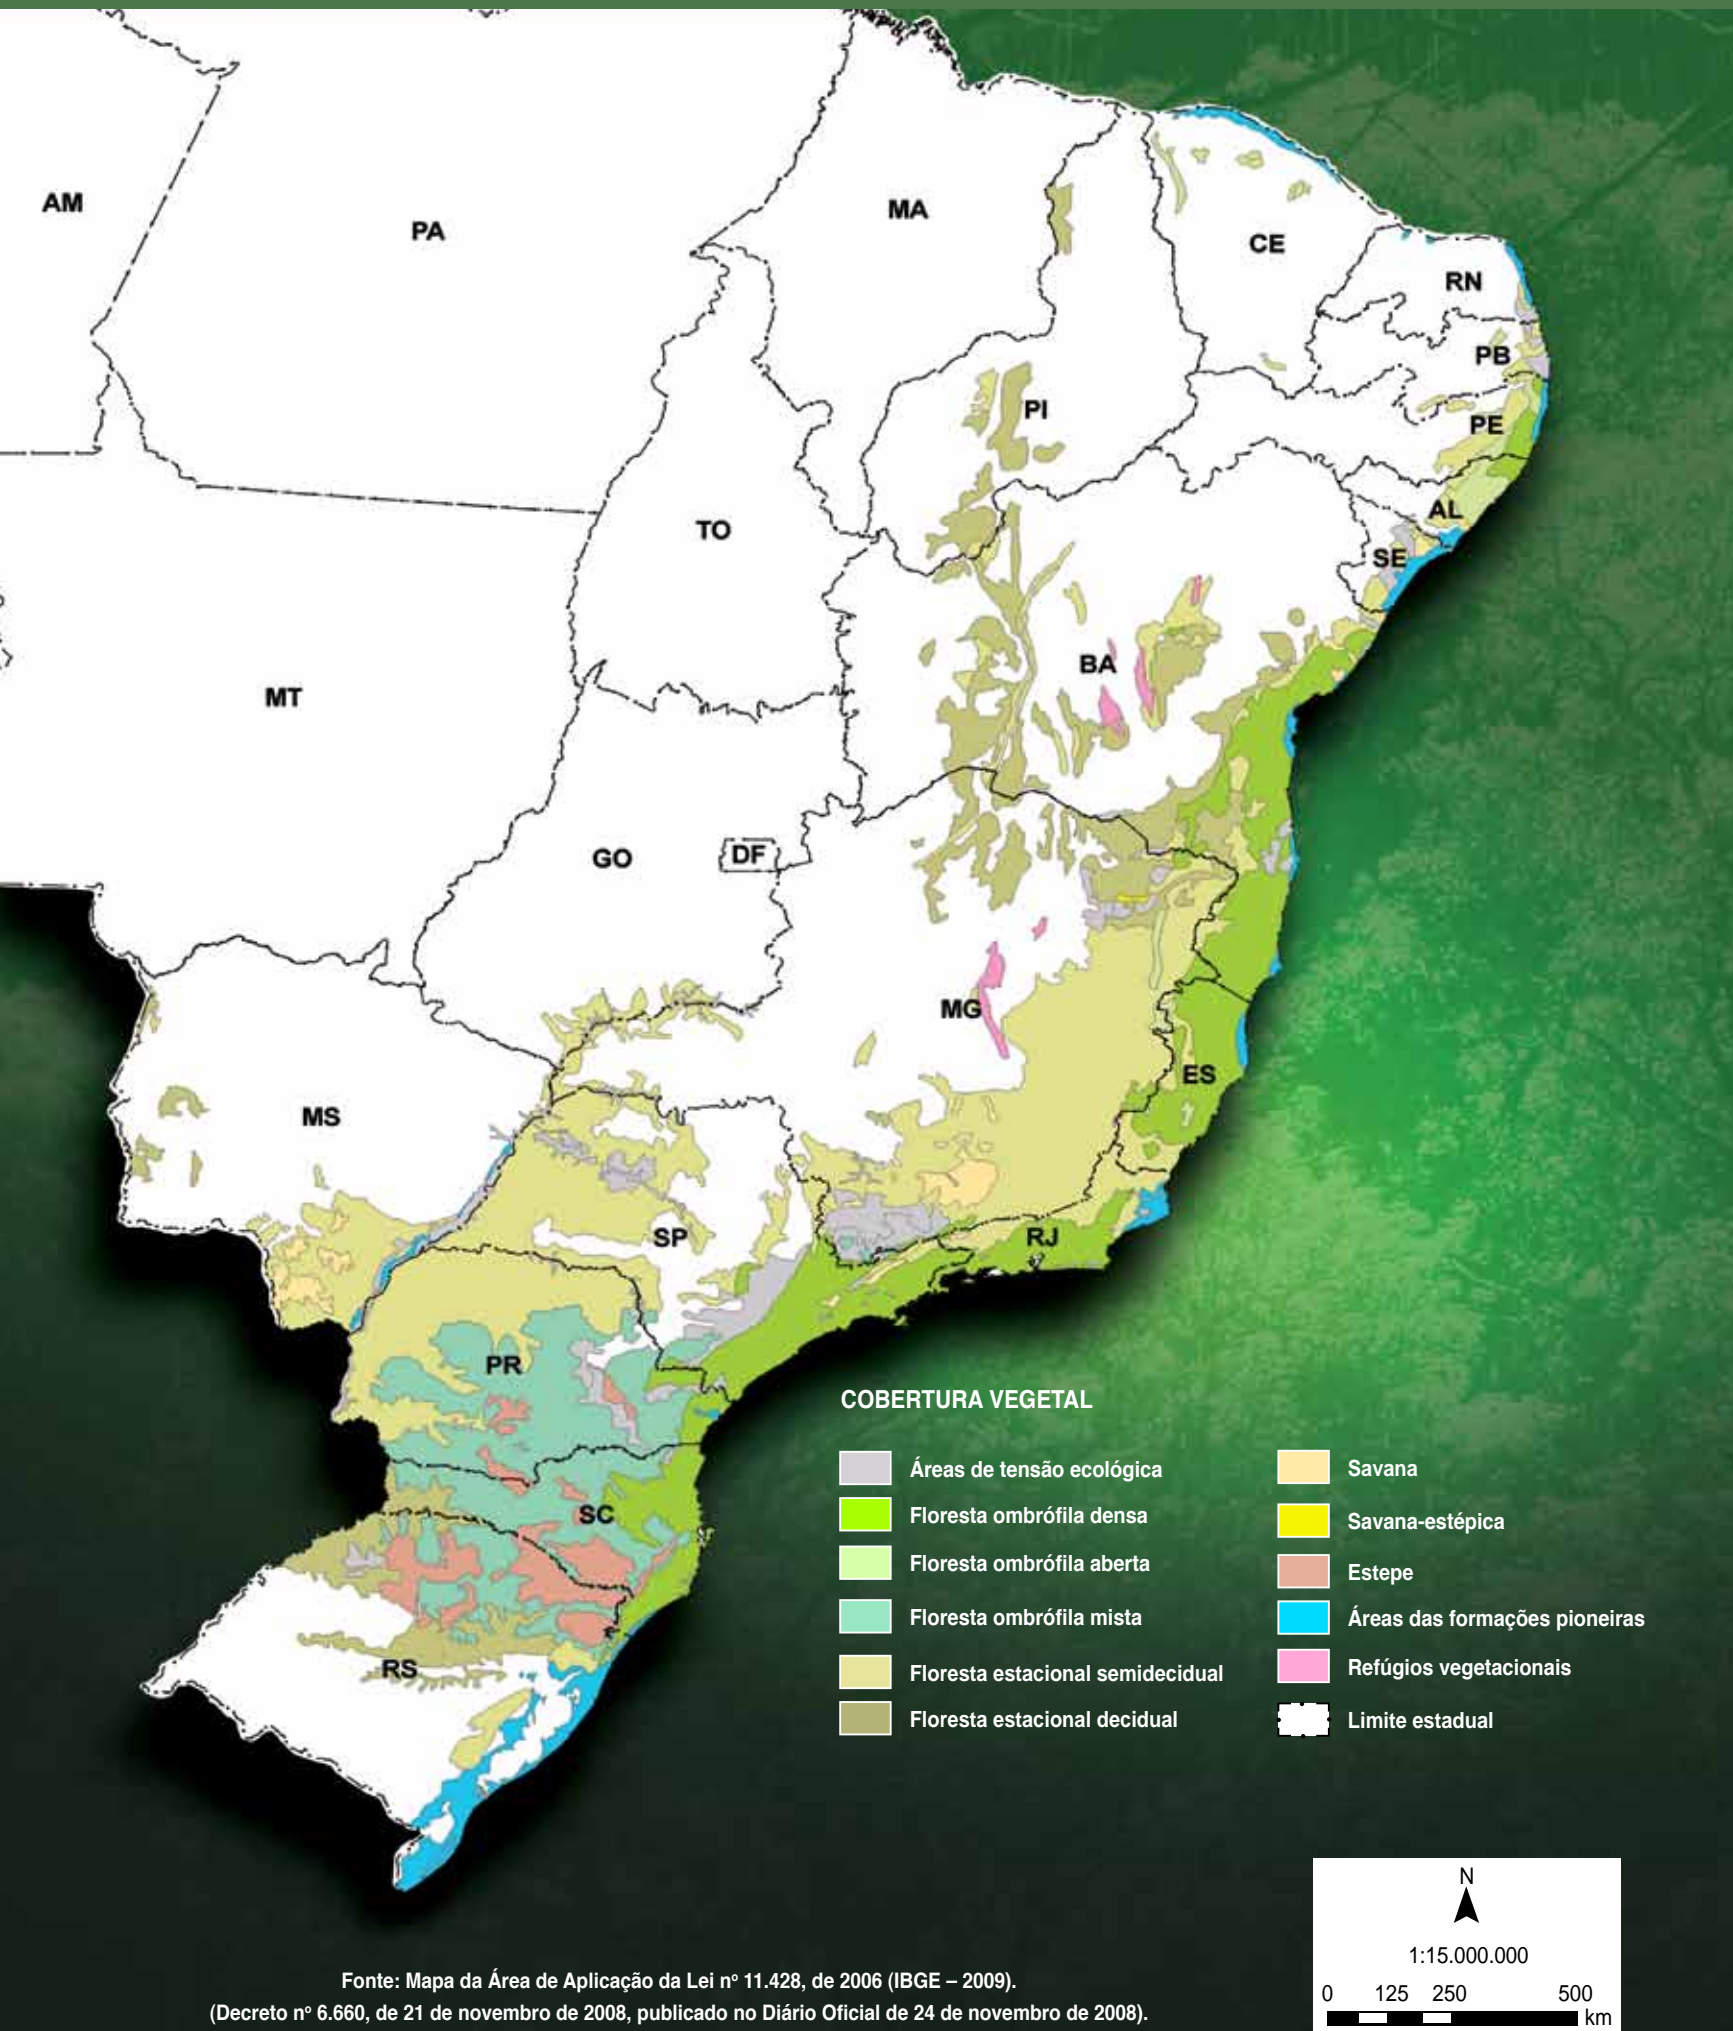 AM
PA
MA
CE
RN
PB
PI
PE
TO
AL
SE
BA
MT
GO
DF
MG
ES
MS
SP
RJ
PR
SC
RS
COBERTURA VEGETAL
Áreas de tensão ecológica
Floresta ombrófila densa
Floresta ombrófila aberta
Floresta ombrófila mista
Floresta estacional semidecidual
Floresta estacional decidual
Savana
Savana-estépica
Estepe
Áreas das formações pioneiras
Refúgios vegetacionais
Limite estadual
N
1:15.000.000
0 125 250 500
km
Fonte: Mapa da Área de Aplicação da Lei nº 11.428, de 2006 (IBGE – 2009).
(Decreto nº 6.660, de 21 de novembro de 2008, publicado no Diário Oficial de 24 de novembro de 2008).